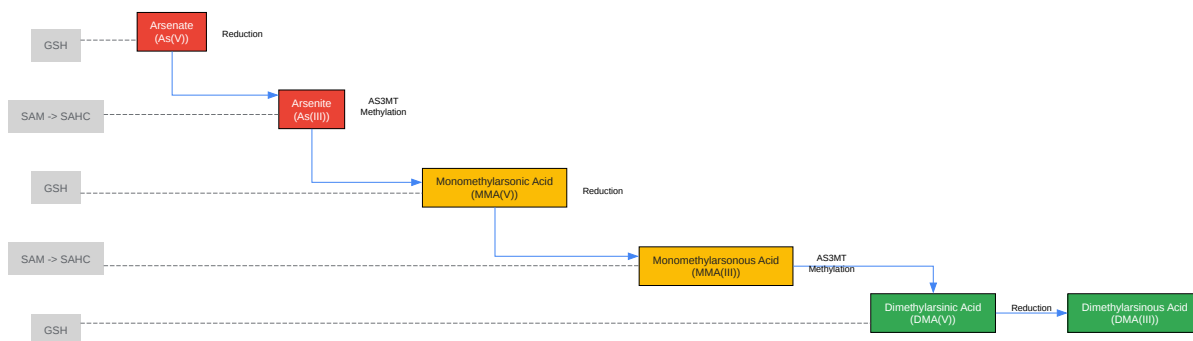 Arsenate
(As(V))
Reduction
GSH
Arsenite
(As(III))
AS3MT
Methylation
SAM -> SAHC
Monomethylarsonic Acid
(MMA(V))
Reduction
GSH
Monomethylarsonous Acid
(MMA(III))
AS3MT
Methylation
SAM -> SAHC
Dimethylarsinic Acid
(DMA(V))
Reduction
Dimethylarsinous Acid
(DMA(III))
GSH